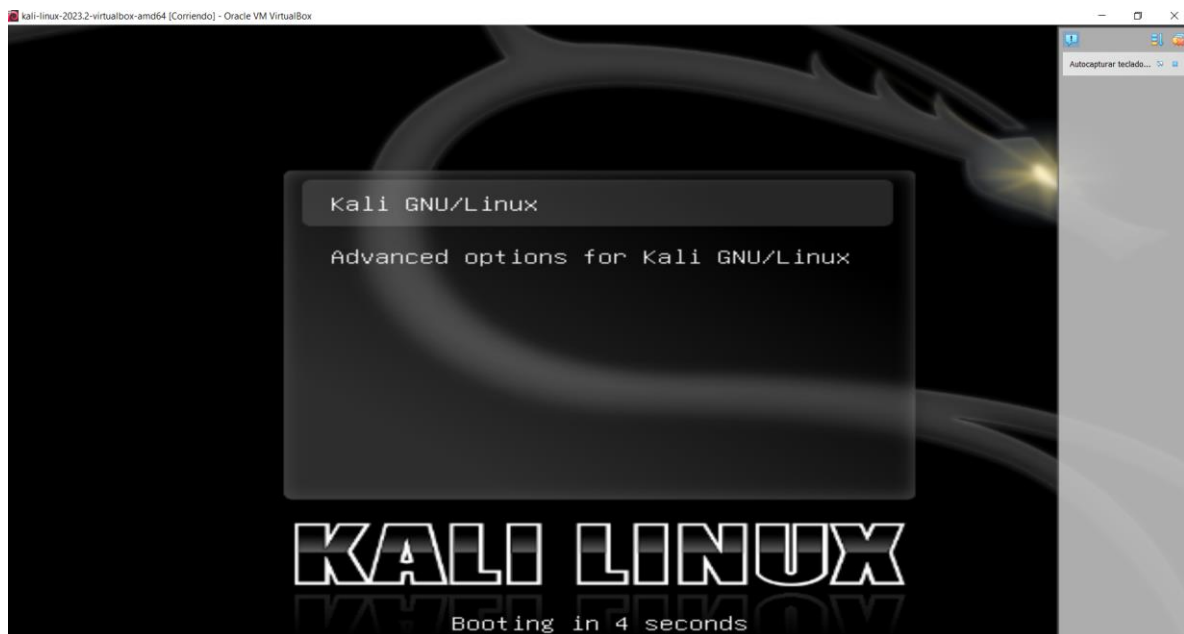 kali-linux-2023.2-virtualbox-amd64 [Corriendo] - Oracle VM VirtualBox
Autocapturar teclado...
Kali GNU/Linux
Advanced options for Kali GNU/Linux
KALI LINUX
Booting in 4 seconds